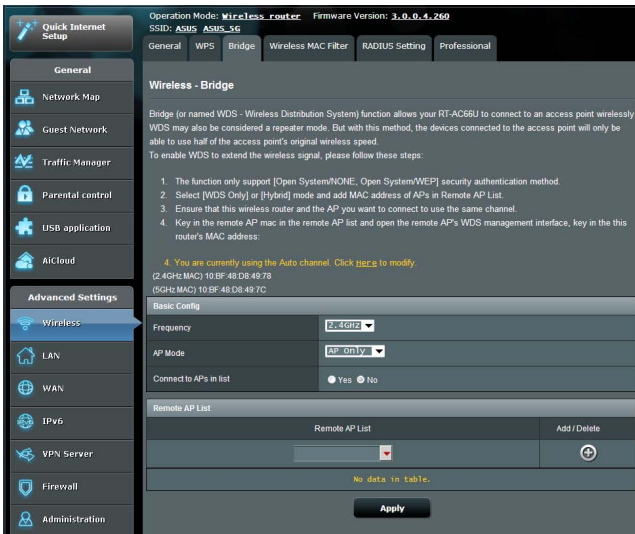 Operation Mode: Wireless router Firmware Version: 3.0.0.4.260
SSID: ASUS ASUS_5G
Quick Internet
Setup
General WPS Bridge Wireless MAC Filter RADIUS Setting Professional
General
Network Map
Guest Network
Traffic Manager
Parental control
USB application
AiCloud
Advanced Settings
Wireless
LAN
WAN
IPv6
VPN Server
Firewall
Administration
Wireless - Bridge
Bridge (or named WDS - Wireless Distribution System) function allows your RT-AC66U to connect to an access point wirelessly
WDS may also be considered a repeater mode. But with this method, the devices connected to the access point will only be
able to use half of the access point's original wireless speed.
To enable WDS to extend the wireless signal, please follow these steps:
1. The function only support [Open System/NONE, Open System/WEP] security authentication method.
2. Select [WDS Only] or [Hybrid] mode and add MAC address of APs in Remote AP List.
3. Ensure that this wireless router and the AP you want to connect to use the same channel.
4. Key in the remote AP mac in the remote AP list and open the remote AP's WDS management interface, key in the this
router's MAC address:
4. You are currently using the Auto channel. Click Here to modify.
(2.4GHz MAC) 10:BF:48:D8:49:78
(5GHz MAC) 10:BF:48:D8:49:7C
Basic Config
Frequency 2.4GHz
AP Mode AP Only
Connect to APs in list Yes No
Remote AP List
Remote AP List Add / Delete
No data in table.
Apply